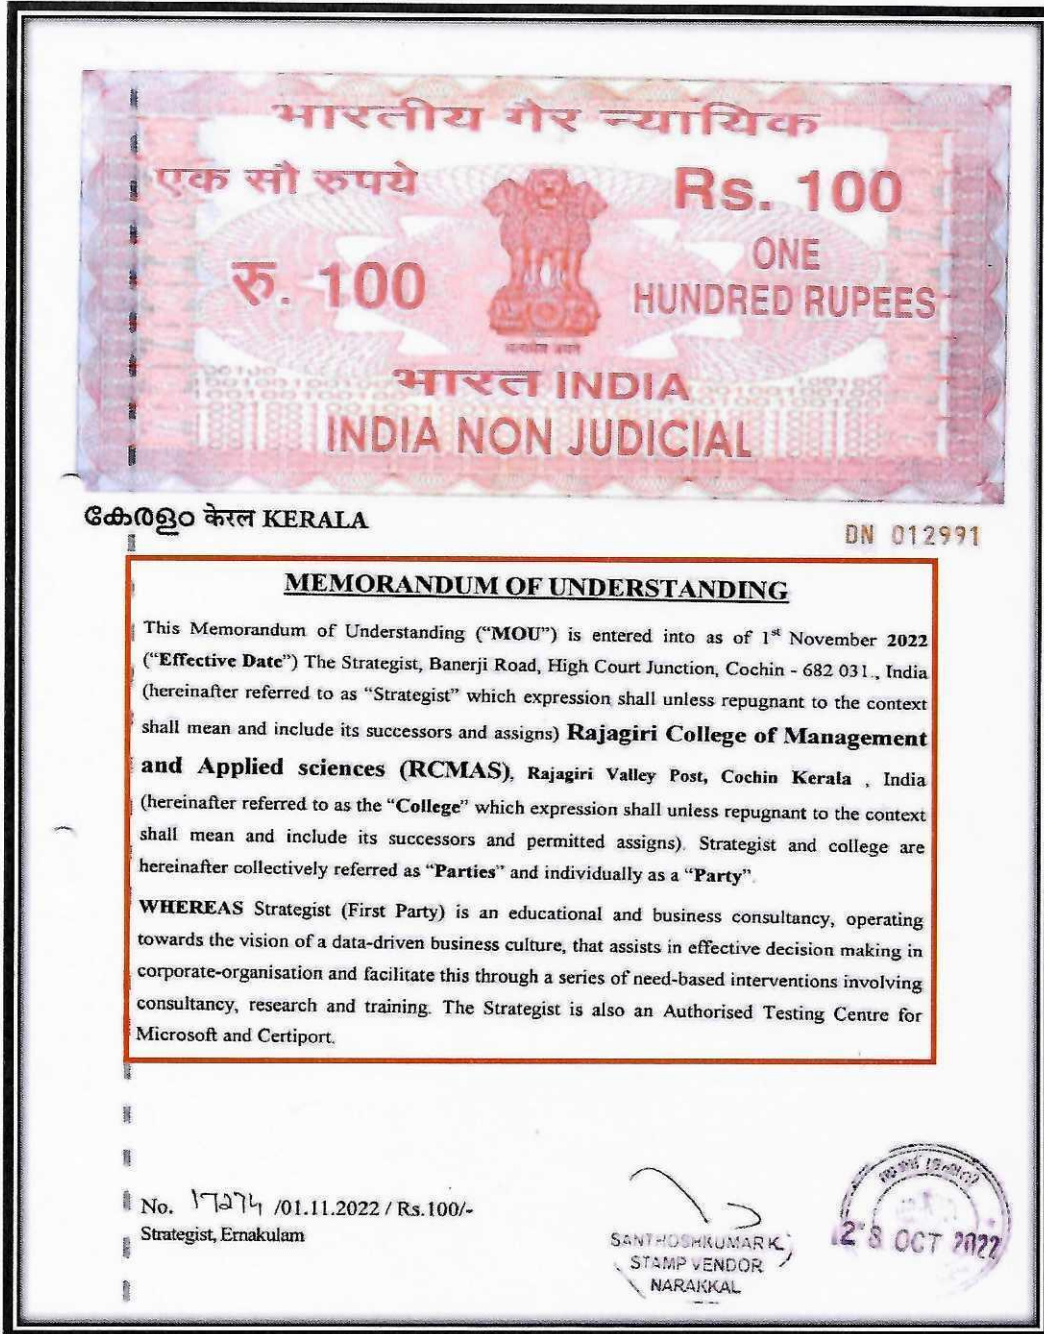 भारतीय गैर न्यायिक
एक सौ रुपये
Rs. 100
रु. 100
ONE
HUNDRED RUPEES
सत्यमेव जयते
भारत INDIA
INDIA NON JUDICIAL
കേരളം केरल KERALA
DN 012991
MEMORANDUM OF UNDERSTANDING
This Memorandum of Understanding (“MOU”) is entered into as of 1st November 2022
(“Effective Date”) The Strategist, Banerji Road, High Court Junction, Cochin - 682 031., India
(hereinafter referred to as “Strategist” which expression shall unless repugnant to the context
shall mean and include its successors and assigns) Rajagiri College of Management
and Applied sciences (RCMAS), Rajagiri Valley Post, Cochin Kerala , India
(hereinafter referred to as the “College” which expression shall unless repugnant to the context
shall mean and include its successors and permitted assigns). Strategist and college are
hereinafter collectively referred as “Parties” and individually as a “Party”.
WHEREAS Strategist (First Party) is an educational and business consultancy, operating
towards the vision of a data-driven business culture, that assists in effective decision making in
corporate-organisation and facilitate this through a series of need-based interventions involving
consultancy, research and training. The Strategist is also an Authorised Testing Centre for
Microsoft and Certiport.
No. 17274 /01.11.2022 / Rs.100/-
Strategist, Ernakulam
SANTHOSHKUMAR K.
STAMP VENDOR
NARAKKAL
28 OCT 2022